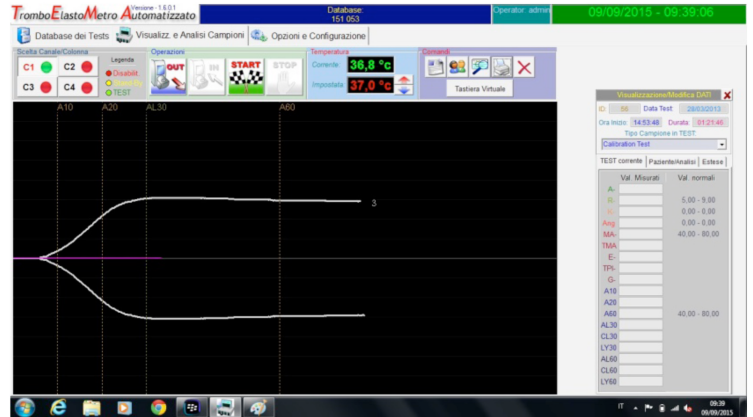 TromboElastoMetro Automatizzato
Versione - 1.6.0.1
Database:
151 053
Operator: admin
09/09/2015 - 09:39:06
Database dei Tests
Visualizz. e Analisi Campioni
Opzioni e Configurazione
Scelta Canale/Colonna
C1
C2
C3
C4
Legenda
Disabilit.
Stand-By
TEST
Operazioni
OUT
IN
START
STOP
Temperatura
Corrente:
36,8 °c
Impostata:
37,0 °c
Comandi
Tastiera Virtuale
A10
A20
AL30
A60
3
Visualizzazione/Modifica DATI
ID:
56
Data Test:
28/03/2013
Ora Inizio:
14:53:48
Durata:
01:21:46
Tipo Campione in TEST:
Calibration Test
TEST corrente
Paziente/Analisi
Estese
Val. Misurati
Val. normali
A-
R-
5,00 - 9,00
K-
0,00 - 0,00
Ang
0,00 - 0,00
MA-
40,00 - 80,00
TMA
E-
TPI-
G-
A10
A20
A60
40,00 - 80,00
AL30
CL30
LY30
AL60
CL60
LY60
IT
09:39
09/09/2015